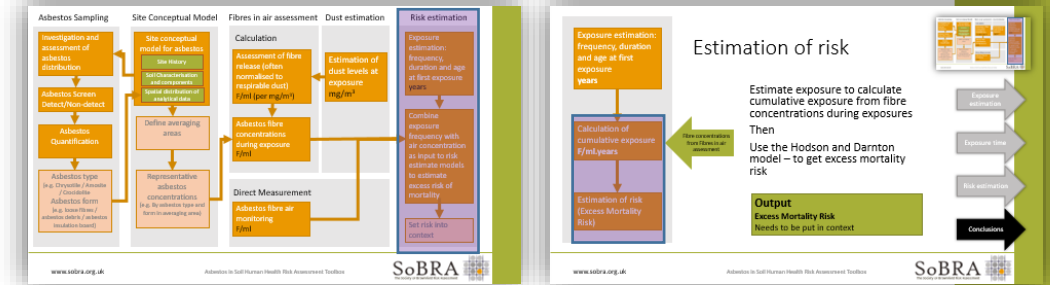 Asbestos Sampling
Site Conceptual Model
Fibres in air assessment
Dust estimation
Risk estimation
Investigation and
assessment of
asbestos
distribution
Asbestos Screen
Detect/Non-detect
Asbestos
Quantification
Asbestos type
(e.g. Chrysotile / Amosite
/ Crocidolite)
Asbestos form
(e.g. loose fibres /
asbestos debris / asbestos
insulation board)
Site conceptual
model for asbestos
Site History
Soil Characterisation
and components
Spatial distribution of
analytical data
Define averaging
areas
Representative
asbestos
concentrations
(e.g. By asbestos type and
form in averaging area)
Calculation
Assessment of fibre
release (often
normalised to
respirable dust)
F/ml (per mg/m³)
Asbestos fibre
concentrations
during exposure
F/ml
Direct Measurement
Asbestos fibre air
monitoring
F/ml
Estimation of
dust levels at
exposure
mg/m³
Exposure
estimation:
frequency,
duration and age
at first exposure
years
Combine
exposure
frequency with
air concentration
as input to risk
estimate models
to estimate
excess risk of
mortality
Set risk into
context
www.sobra.org.uk
Asbestos in Soil Human Health Risk Assessment Toolbox
SoBRA
Exposure estimation:
frequency, duration
and age at first
exposure
years
Calculation of
cumulative exposure
F/ml.years
Estimation of risk
(Excess Mortality
Risk)
Fibre concentrations
from Fibres in air
assessment
Estimation of risk
Estimate exposure to calculate
cumulative exposure from fibre
concentrations during exposures
Then
Use the Hodson and Darnton
model – to get excess mortality
risk
Output
Excess Mortality Risk
Needs to be put in context
Exposure
estimation
Exposure time
Risk estimation
Conclusions
www.sobra.org.uk
Asbestos in Soil Human Health Risk Assessment Toolbox
SoBRA